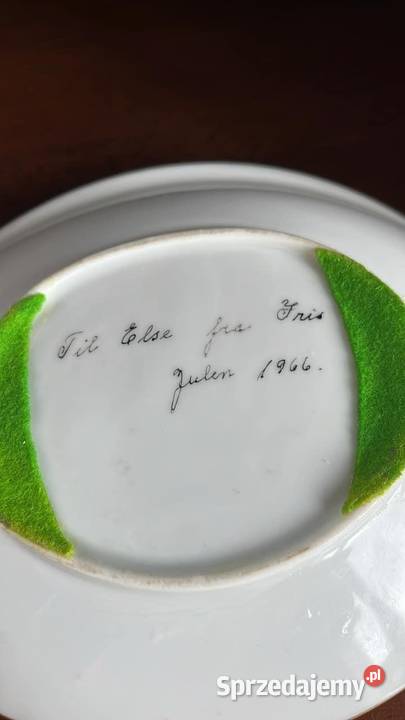 Til Else fra Iris
Julen 1966.
Sprzedajemy.pl